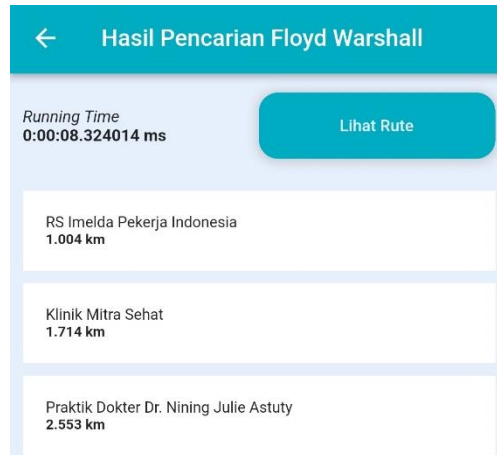 Hasil Pencarian Floyd Warshall
Running Time
0:00:08.324014 ms
Lihat Rute
RS Imelda Pekerja Indonesia
1.004 km
Klinik Mitra Sehat
1.714 km
Praktik Dokter Dr. Nining Julie Astuty
2.553 km